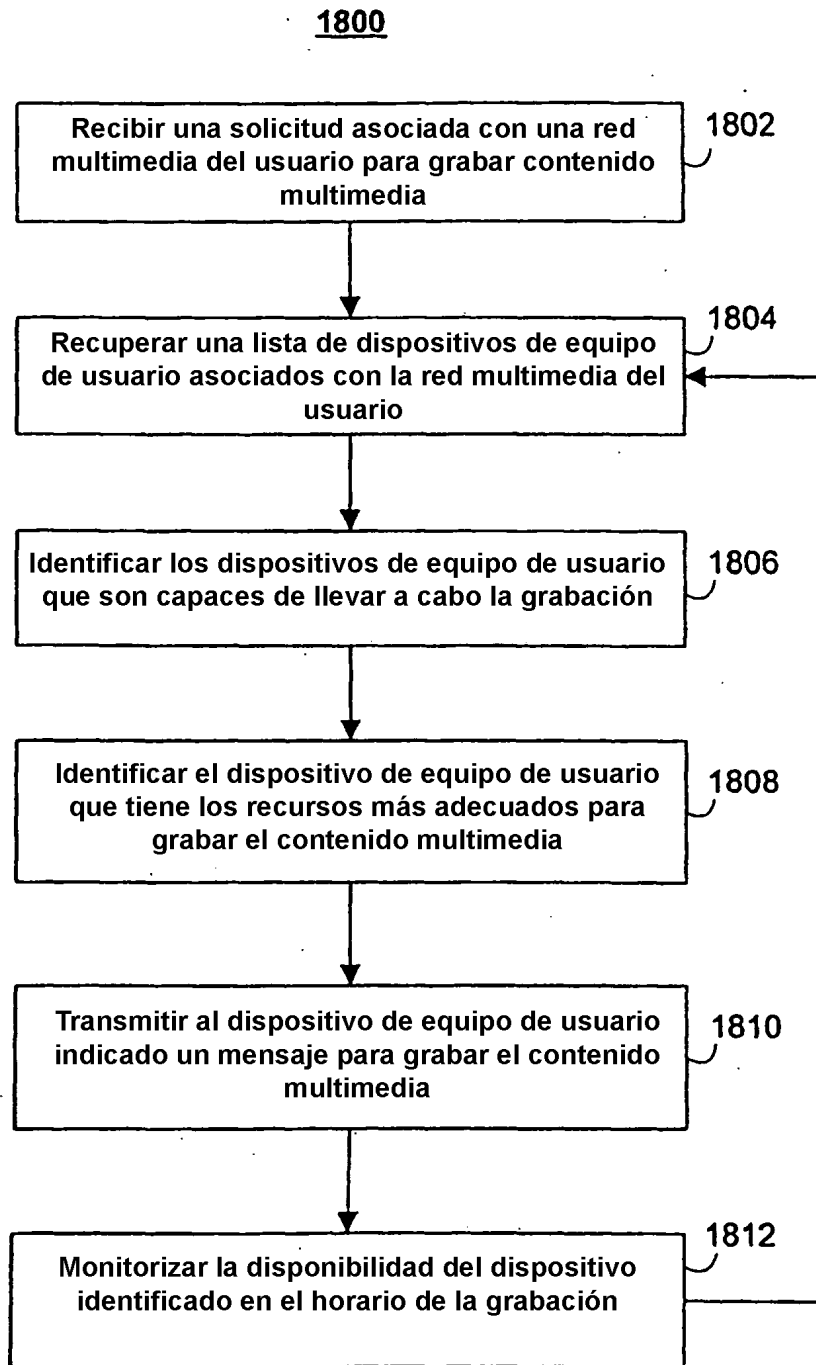 1800
Recibir una solicitud asociada con una red
multimedia del usuario para grabar contenido
multimedia
1802
Recuperar una lista de dispositivos de equipo
de usuario asociados con la red multimedia del
usuario
1804
Identificar los dispositivos de equipo de usuario
que son capaces de llevar a cabo la grabación
1806
Identificar el dispositivo de equipo de usuario
que tiene los recursos más adecuados para
grabar el contenido multimedia
1808
Transmitir al dispositivo de equipo de usuario
indicado un mensaje para grabar el contenido
multimedia
1810
Monitorizar la disponibilidad del dispositivo
identificado en el horario de la grabación
1812